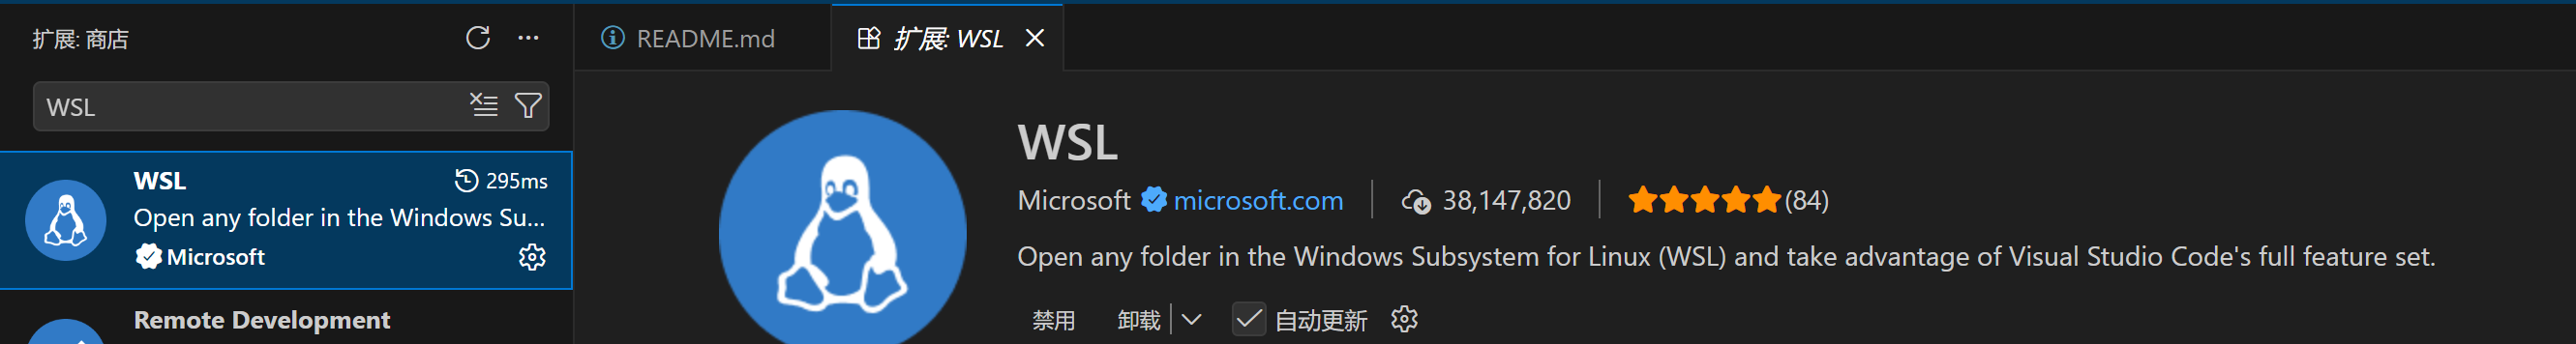 扩展: 商店
README.md
扩展: WSL
WSL
WSL
295ms
Open any folder in the Windows Su...
Microsoft
Remote Development
WSL
Microsoft microsoft.com 38,147,820 (84)
Open any folder in the Windows Subsystem for Linux (WSL) and take advantage of Visual Studio Code's full feature set.
禁用 卸载 自动更新